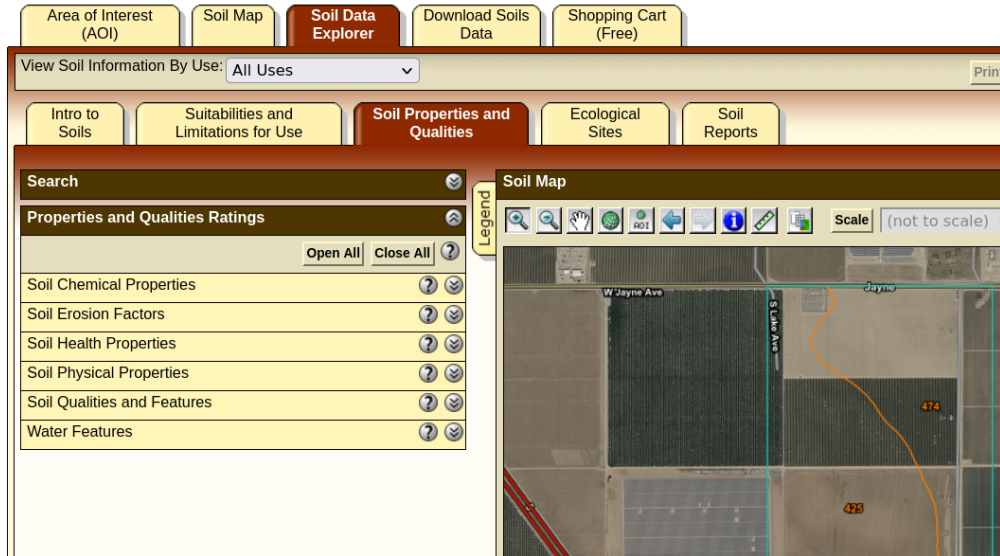 Area of Interest
(AOI)
Soil Map
Soil Data
Explorer
Download Soils
Data
Shopping Cart
(Free)
View Soil Information By Use: All Uses
Intro to
Soils
Suitabilities and
Limitations for Use
Soil Properties and
Qualities
Ecological
Sites
Soil
Reports
Search
Properties and Qualities Ratings
Open All Close All ?
Soil Chemical Properties ?
Soil Erosion Factors ?
Soil Health Properties ?
Soil Physical Properties ?
Soil Qualities and Features ?
Water Features ?
Legend
Soil Map
AOI
i
Scale (not to scale)
W Jayne Ave
Jayne
S Lake Ave
474
425